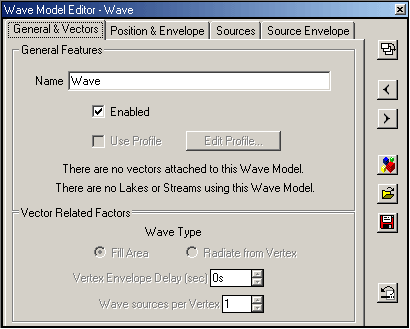 Wave Model Editor - Wave
General & Vectors
Position & Envelope
Sources
Source Envelope
General Features
Name
Wave
Enabled
Use Profile
Edit Profile...
There are no vectors attached to this Wave Model.
There are no Lakes or Streams using this Wave Model.
Vector Related Factors
Wave Type
Fill Area
Radiate from Vertex
Vertex Envelope Delay (sec)
0s
Wave sources per Vertex
1